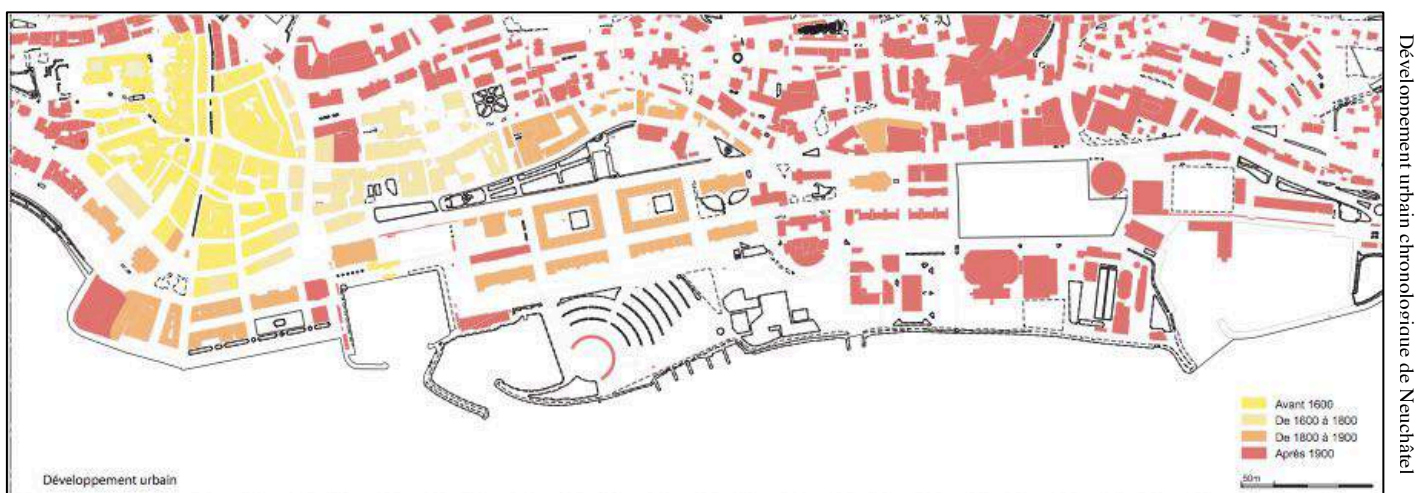 Développement urbain chronologique de Neuchâtel
Avant 1600
De 1600 à 1800
De 1800 à 1900
Après 1900
50m
Développement urbain